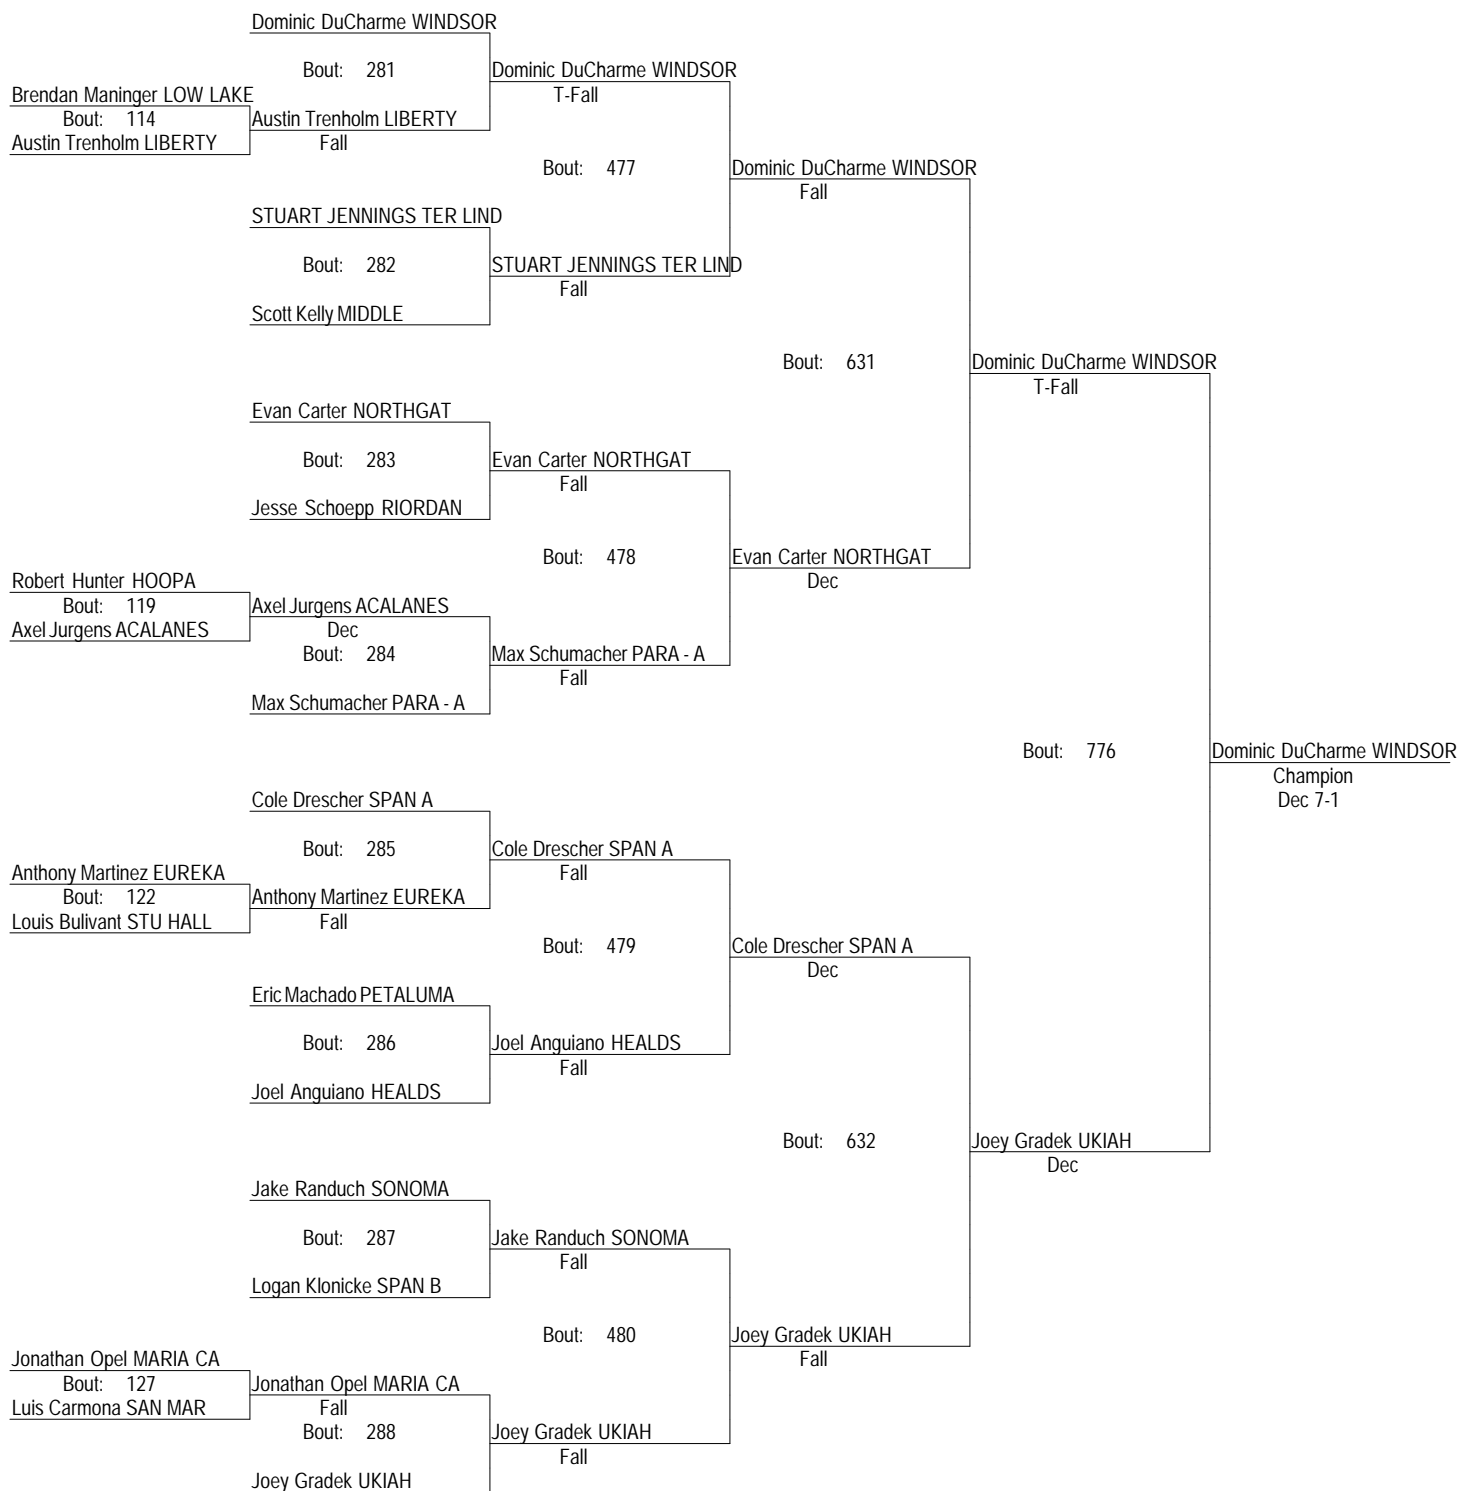 Dominic DuCharme WINDSOR
Bout: 281
Dominic DuCharme WINDSOR
T-Fall
Brendan Maninger LOW LAKE
Bout: 114
Austin Trenholm LIBERTY
Austin Trenholm LIBERTY
Fall
Bout: 477
Dominic DuCharme WINDSOR
Fall
STUART JENNINGS TER LIND
Bout: 282
STUART JENNINGS TER LIND
Fall
Scott Kelly MIDDLE
Bout: 631
Dominic DuCharme WINDSOR
T-Fall
Evan Carter NORTHGAT
Bout: 283
Evan Carter NORTHGAT
Fall
Jesse Schoepp RIORDAN
Bout: 478
Evan Carter NORTHGAT
Dec
Robert Hunter HOOPA
Bout: 119
Axel Jurgens ACALANES
Axel Jurgens ACALANES
Dec
Bout: 284
Max Schumacher PARA - A
Fall
Max Schumacher PARA - A
Bout: 776
Dominic DuCharme WINDSOR
Champion
Dec 7-1
Cole Drescher SPAN A
Bout: 285
Cole Drescher SPAN A
Fall
Anthony Martinez EUREKA
Bout: 122
Anthony Martinez EUREKA
Louis Bulivant STU HALL
Fall
Bout: 479
Cole Drescher SPAN A
Dec
Eric Machado PETALUMA
Bout: 286
Joel Anguiano HEALDS
Fall
Joel Anguiano HEALDS
Bout: 632
Joey Gradek UKIAH
Dec
Jake Randuch SONOMA
Bout: 287
Jake Randuch SONOMA
Fall
Logan Klonicke SPAN B
Bout: 480
Joey Gradek UKIAH
Fall
Jonathan Opel MARIA CA
Bout: 127
Jonathan Opel MARIA CA
Luis Carmona SAN MAR
Fall
Bout: 288
Joey Gradek UKIAH
Fall
Joey Gradek UKIAH